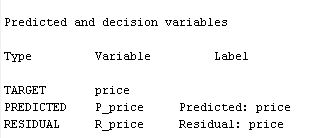 Predicted and decision variables
Type Variable Label
TARGET price
PREDICTED P_price Predicted: price
RESIDUAL R_price Residual: price